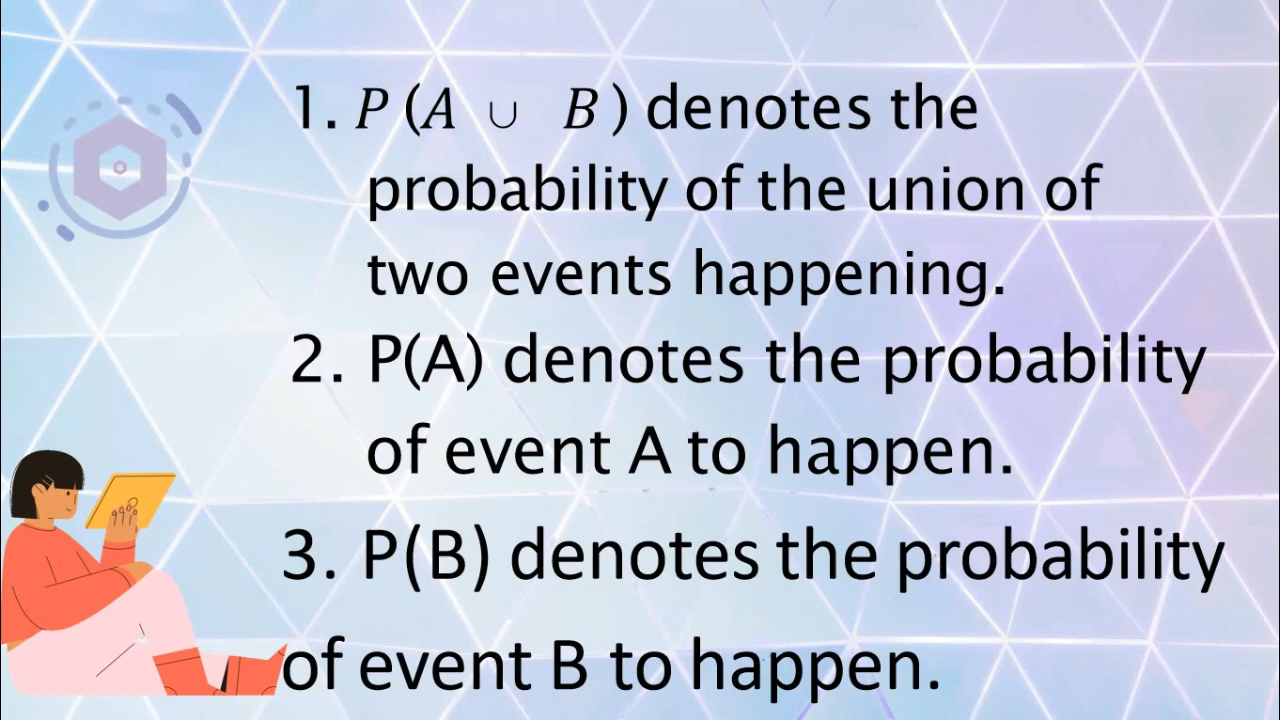 1. P (A ∪ B ) denotes the
probability of the union of
two events happening.
2. P(A) denotes the probability
of event A to happen.
3. P(B) denotes the probability
of event B to happen.